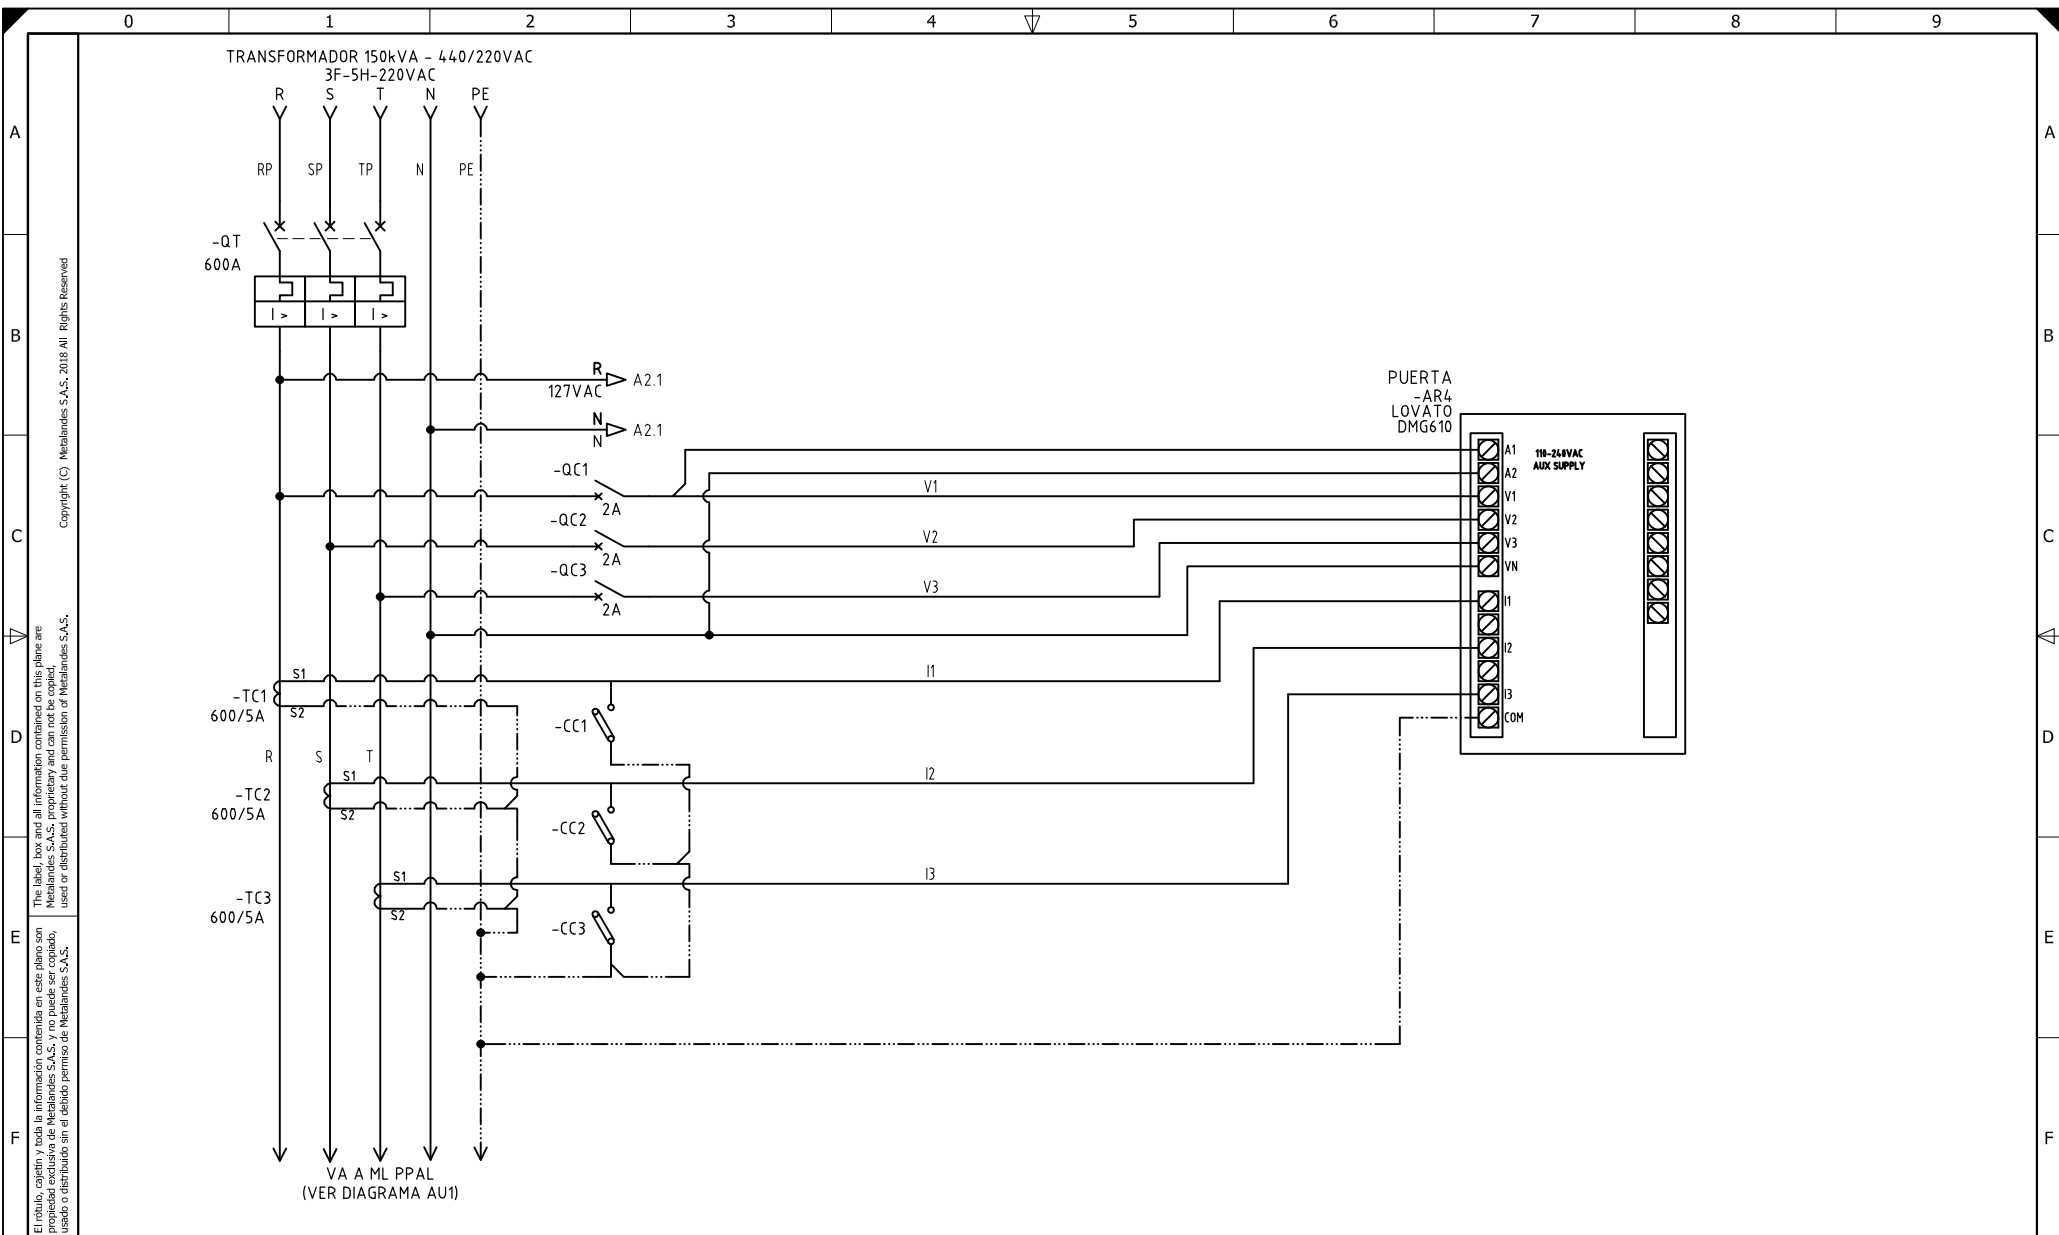 0 1 2 3 4 5 6 7 8 9
TRANSFORMADOR 150kVA - 440/220VAC
3F-5H-220VAC
R S T N PE
A A
RP SP TP N PE
-QT
600A
I > I > I >
B B
R
127VAC
A2.1
N
N
A2.1
PUERTA
-AR4
LOVATO
DMG610
A1
110-240VAC
AUX SUPPLY
A2
V1
V2
V3
VN
I1
I2
I3
COM
-QC1
2A
V1
-QC2
2A
V2
-QC3
2A
V3
C C
S1
I1
-TC1
600/5A
S2
-CC1
D D
R S T
S1
I2
-TC2
600/5A
S2
-CC2
S1
I3
-TC3
600/5A
S2
-CC3
E E
F F
VA A ML PPAL
(VER DIAGRAMA AU1)
Copyright (C) Metalandes S.A.S. 2018 All Rights Reserved
The label, box and all information contained on this plane are
Metalandes S.A.S. proprietary and can not be copied,
used or distributed without due permission of Metalandes S.A.S.
El rótulo, cajetín y toda la información contenida en este plano son
propiedad exclusiva de Metalandes S.A.S. y no puede ser copiado,
usado o distribuido sin el debido permiso de Metalandes S.A.S.